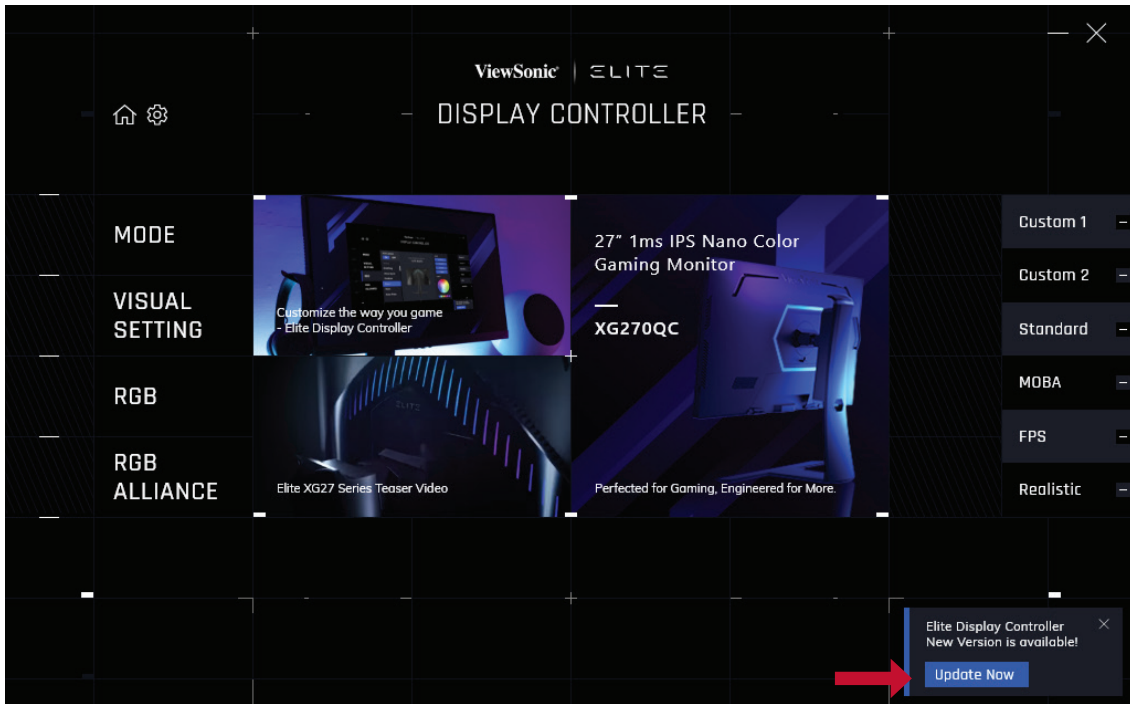 ViewSonic ELITE
DISPLAY CONTROLLER
MODE
VISUAL
SETTING
RGB
RGB
ALLIANCE
Customize the way you game
- Elite Display Controller
Elite XG27 Series Teaser Video
27” 1ms IPS Nano Color
Gaming Monitor
XG270QC
Perfected for Gaming, Engineered for More.
Custom 1
Custom 2
Standard
MOBA
FPS
Realistic
Elite Display Controller
New Version is available!
Update Now